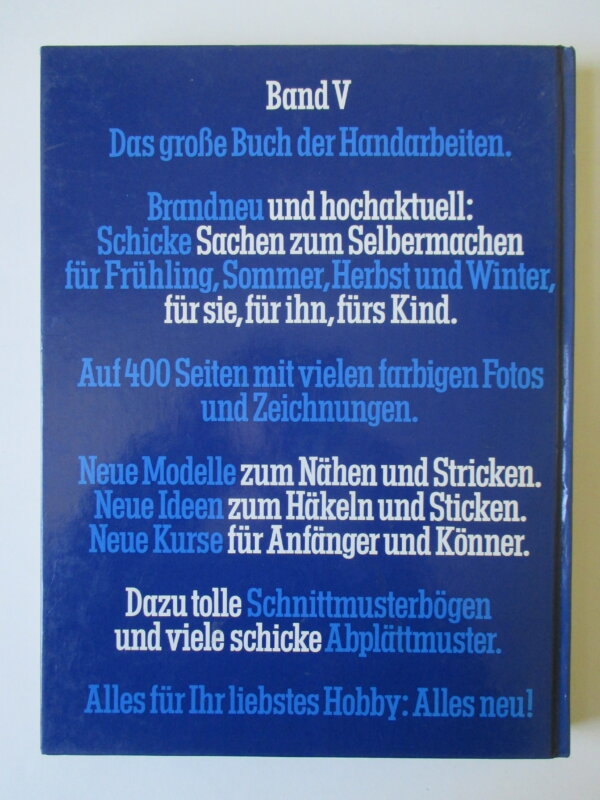 Band V
Das große Buch der Handarbeiten.
Brandneu und hochaktuell:
Schicke Sachen zum Selbermachen
für Frühling, Sommer, Herbst und Winter,
für sie, für ihn, fürs Kind.
Auf 400 Seiten mit vielen farbigen Fotos
und Zeichnungen.
Neue Modelle zum Nähen und Stricken.
Neue Ideen zum Häkeln und Sticken.
Neue Kurse für Anfänger und Könner.
Dazu tolle Schnittmusterbögen
und viele schicke Abplättmuster.
Alles für Ihr liebstes Hobby: Alles neu!